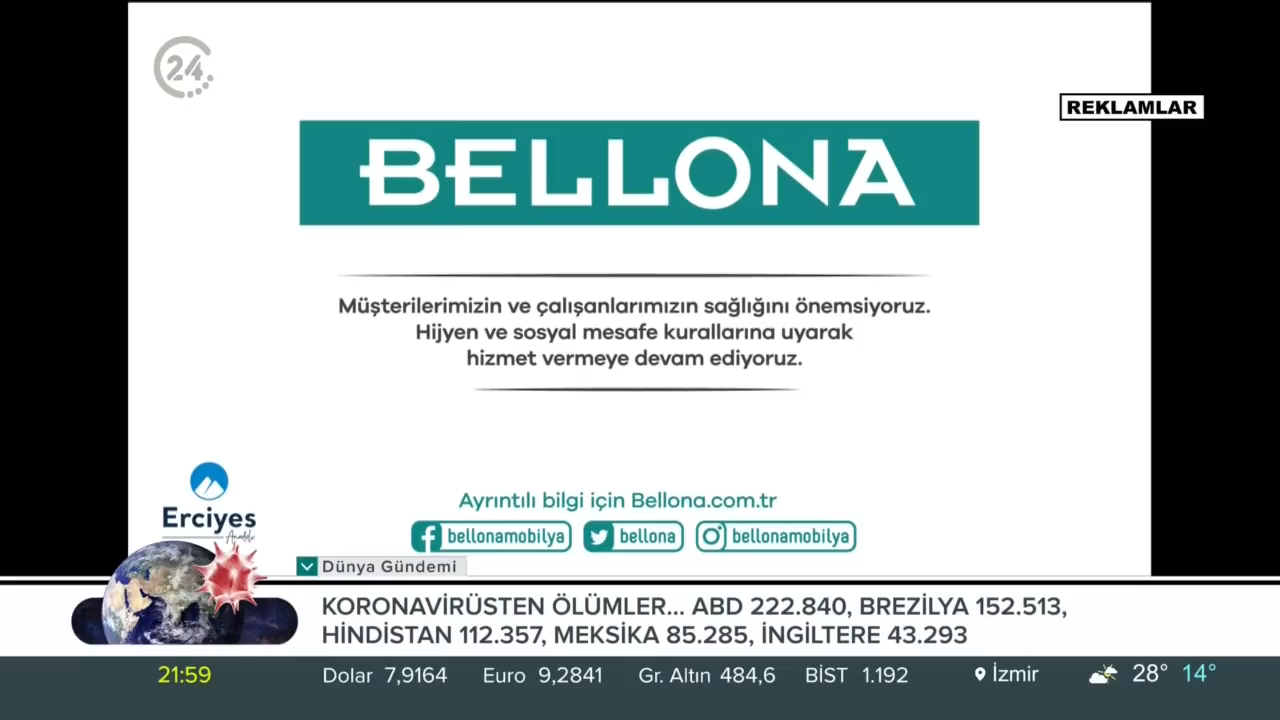 24
REKLAMLAR
BELLONA
Müşterilerimizin ve çalışanlarımızın sağlığını önemsiyoruz.
Hijyen ve sosyal mesafe kurallarına uyarak
hizmet vermeye devam ediyoruz.
Erciyes
Anadolu
Ayrıntılı bilgi için Bellona.com.tr
bellonamobilya
bellona
bellonamobilya
Dünya Gündemi
KORONAVİRÜSTEN ÖLÜMLER... ABD 222.840, BREZİLYA 152.513,
HİNDİSTAN 112.357, MEKSİKA 85.285, İNGİLTERE 43.293
21:59 Dolar 7,9164 Euro 9,2841 Gr. Altın 484,6 BİST 1.192 İzmir 28° 14°